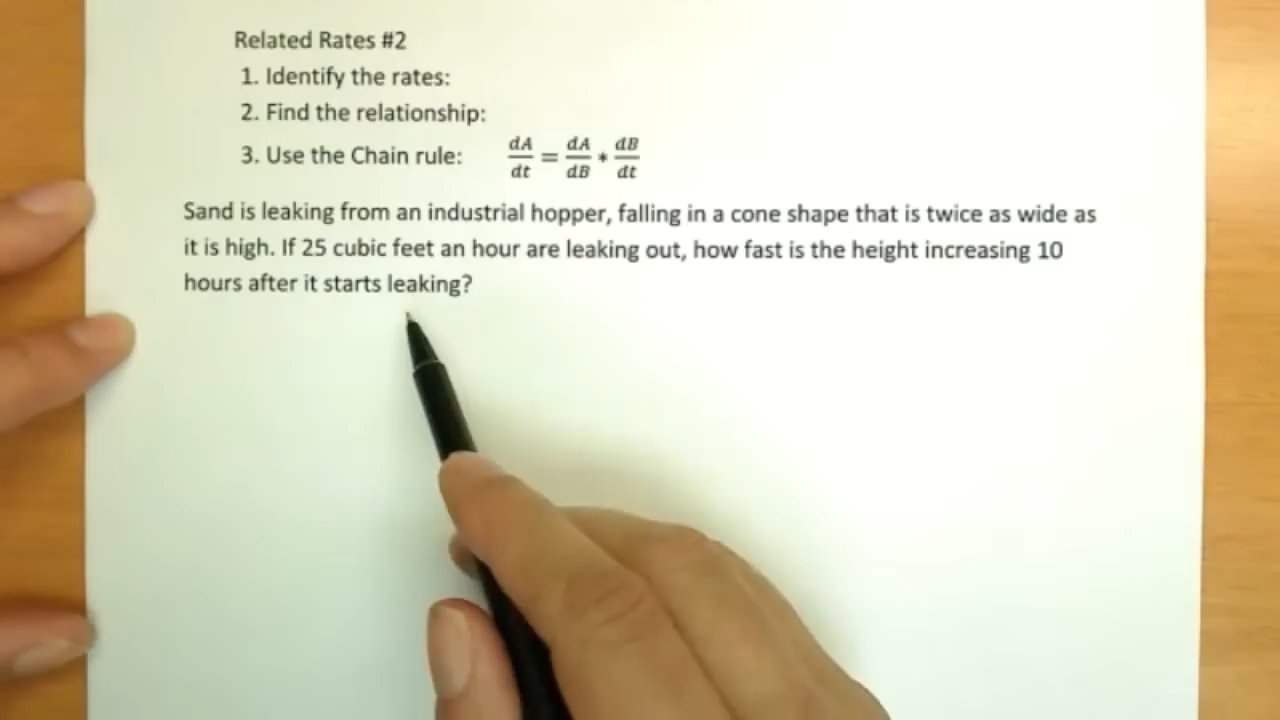 Related Rates #2
1. Identify the rates:
2. Find the relationship:
3. Use the Chain rule: dA/dt = dA/dB * dB/dt
Sand is leaking from an industrial hopper, falling in a cone shape that is twice as wide as
it is high. If 25 cubic feet an hour are leaking out, how fast is the height increasing 10
hours after it starts leaking?